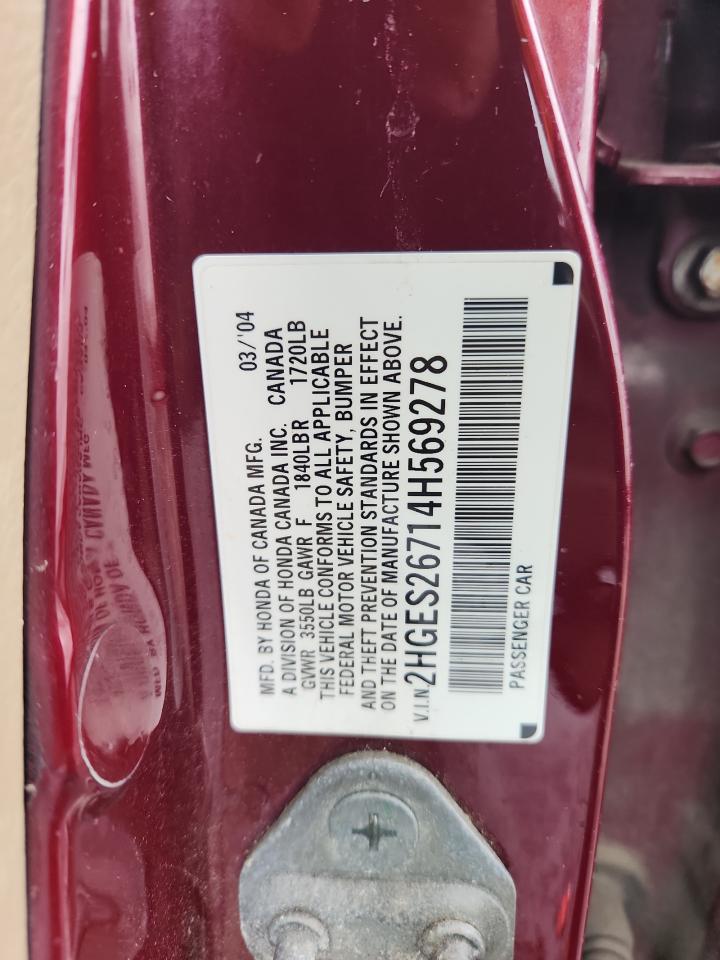 MFD. BY HONDA OF CANADA MFG. 03/'04
A DIVISION OF HONDA CANADA INC. CANADA
GVWR 3550LB GAWR F 1840LBR 1720LB
THIS VEHICLE CONFORMS TO ALL APPLICABLE
FEDERAL MOTOR VEHICLE SAFETY, BUMPER
AND THEFT PREVENTION STANDARDS IN EFFECT
ON THE DATE OF MANUFACTURE SHOWN ABOVE.
V.I.N 2HGES26714H569278
PASSENGER CAR